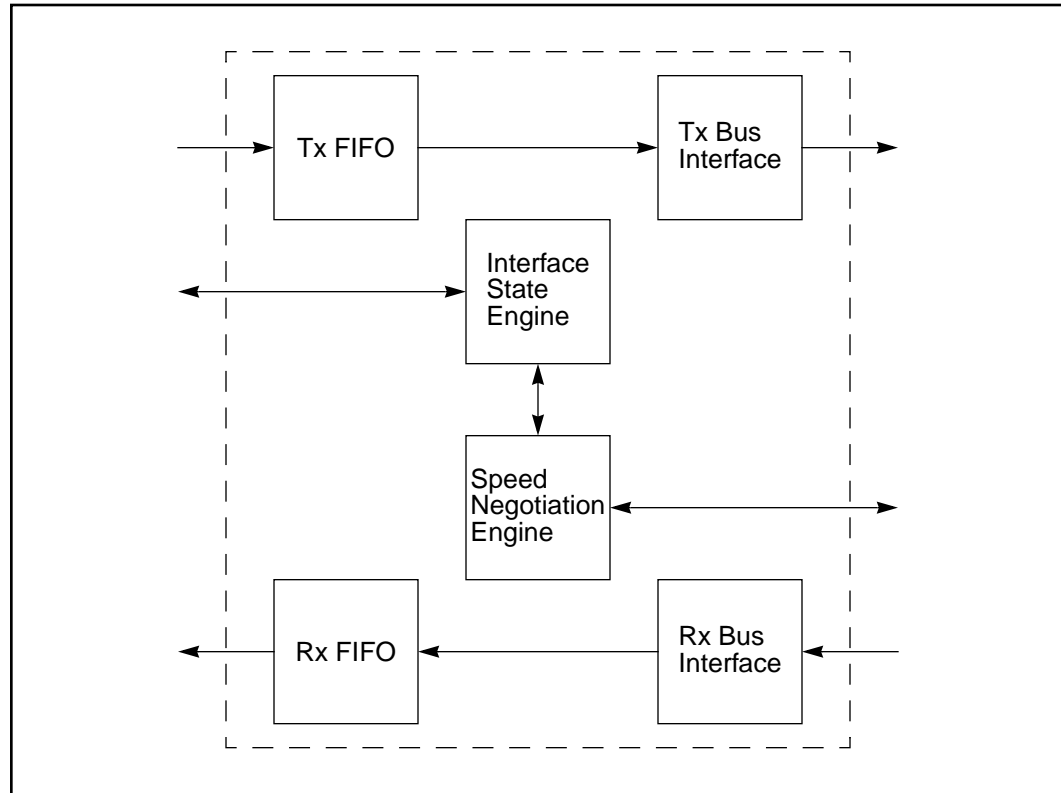 Tx FIFO
Tx Bus
Interface
Interface
State
Engine
Speed
Negotiation
Engine
Rx FIFO
Rx Bus
Interface